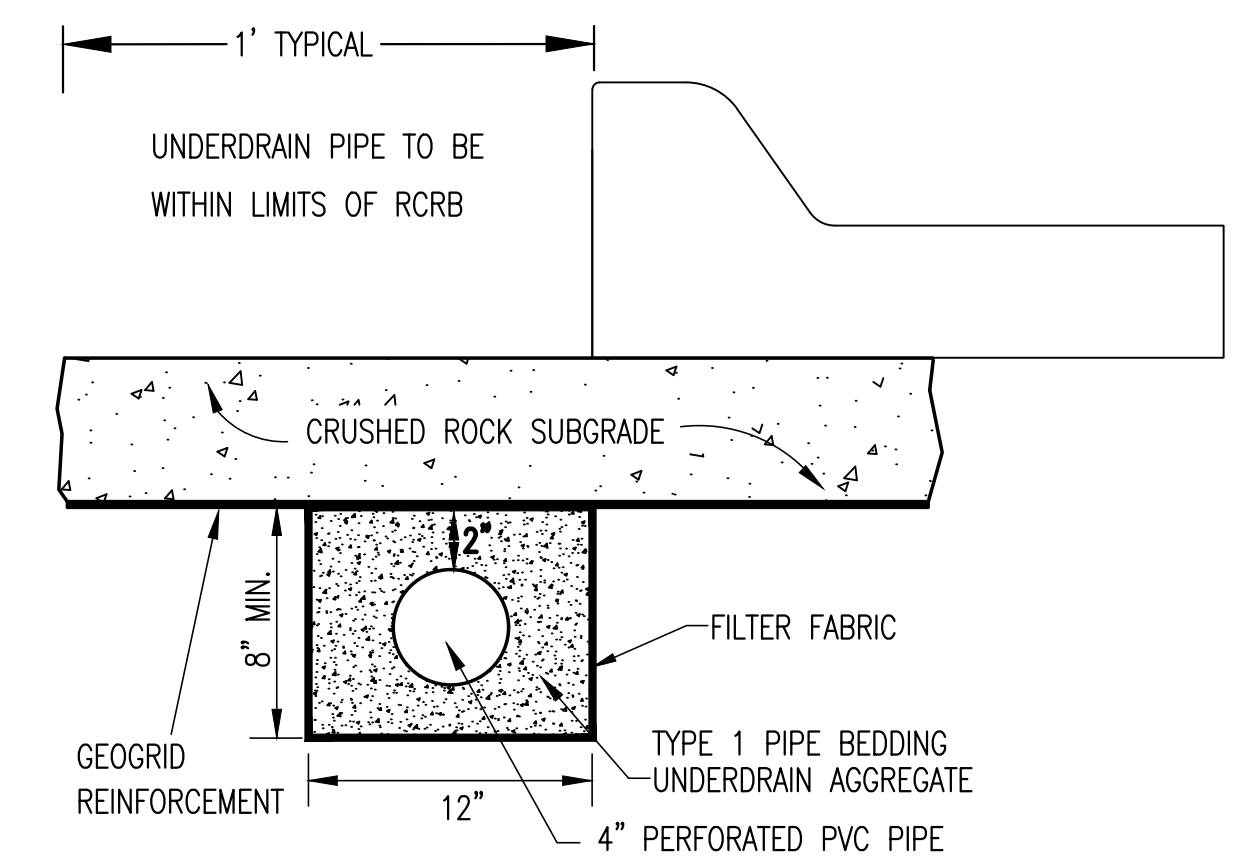 1' TYPICAL
UNDERDRAIN PIPE TO BE
WITHIN LIMITS OF RCRB
CRUSHED ROCK SUBGRADE
2"
8" MIN.
FILTER FABRIC
GEOGRID
REINFORCEMENT
TYPE 1 PIPE BEDDING
UNDERDRAIN AGGREGATE
12"
4" PERFORATED PVC PIPE